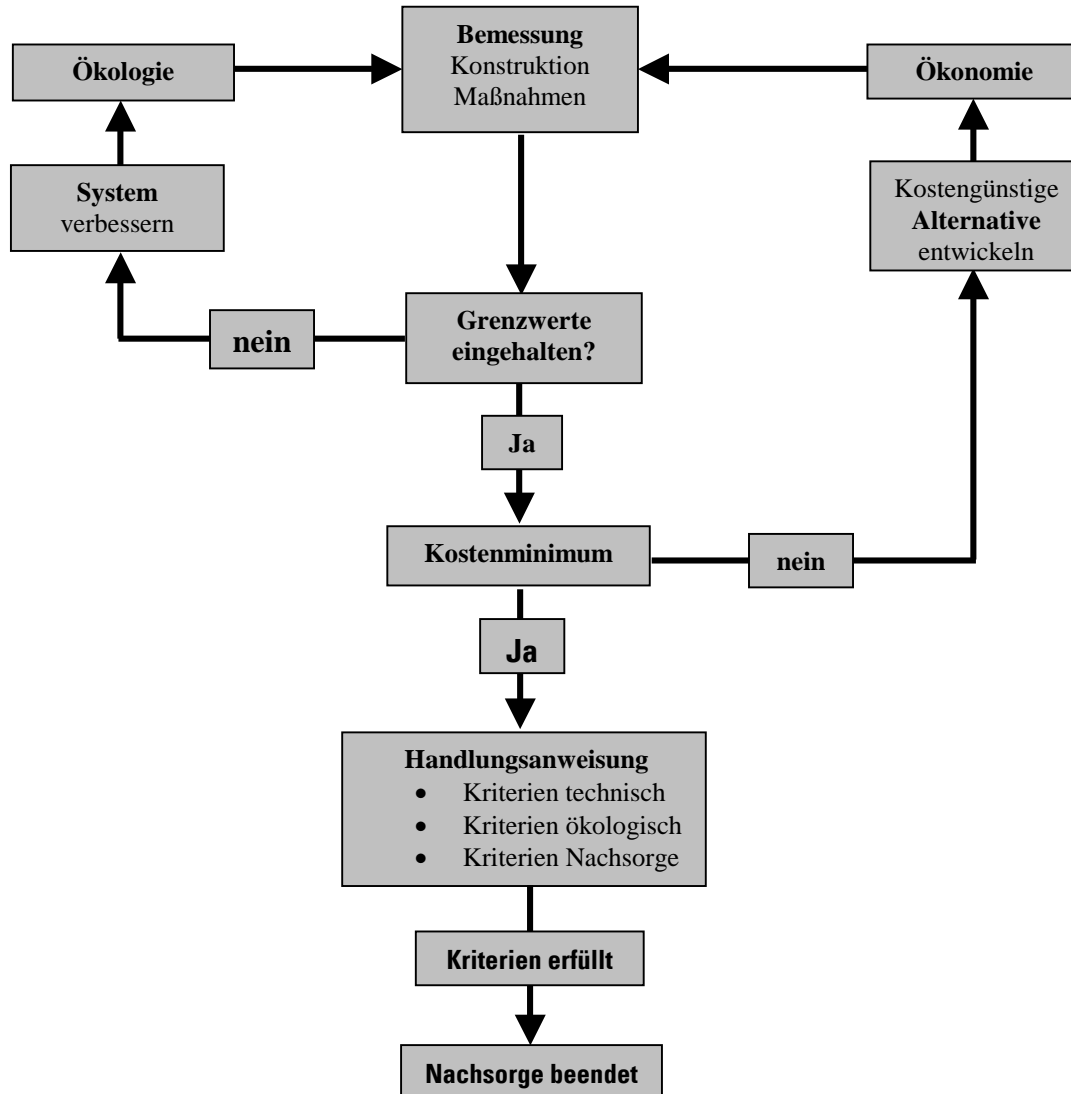 Ökologie
Bemessung
Konstruktion
Maßnahmen
Ökonomie
System
verbessern
Kostengünstige
Alternative
entwickeln
nein
Grenzwerte
eingehalten?
Ja
Kostenminimum
nein
Ja
Handlungsanweisung
• Kriterien technisch
• Kriterien ökologisch
• Kriterien Nachsorge
Kriterien erfüllt
Nachsorge beendet